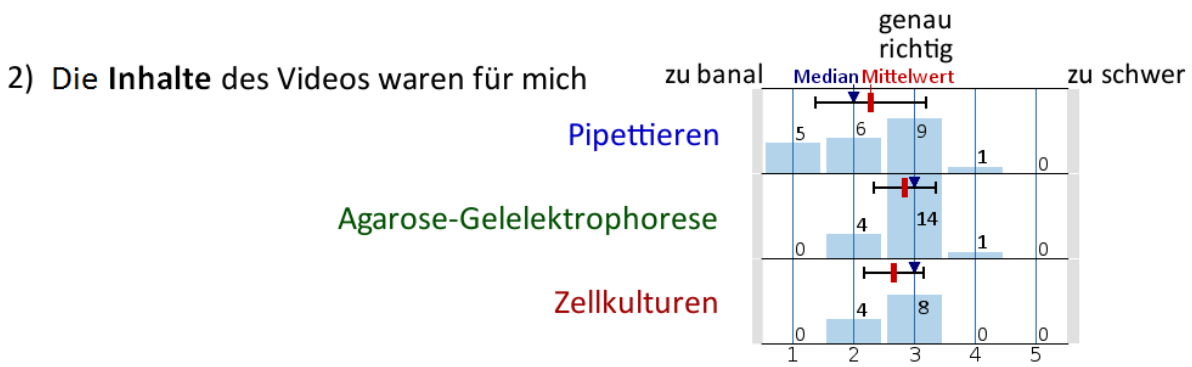 genau
richtig
2) Die Inhalte des Videos waren für mich
zu banal
zu schwer
Median Mittelwert
Pipettieren
5 6 9 1 0
Agarose-Gelelektrophorese
0 4 14 1 0
Zellkulturen
0 4 8 0 0
1 2 3 4 5